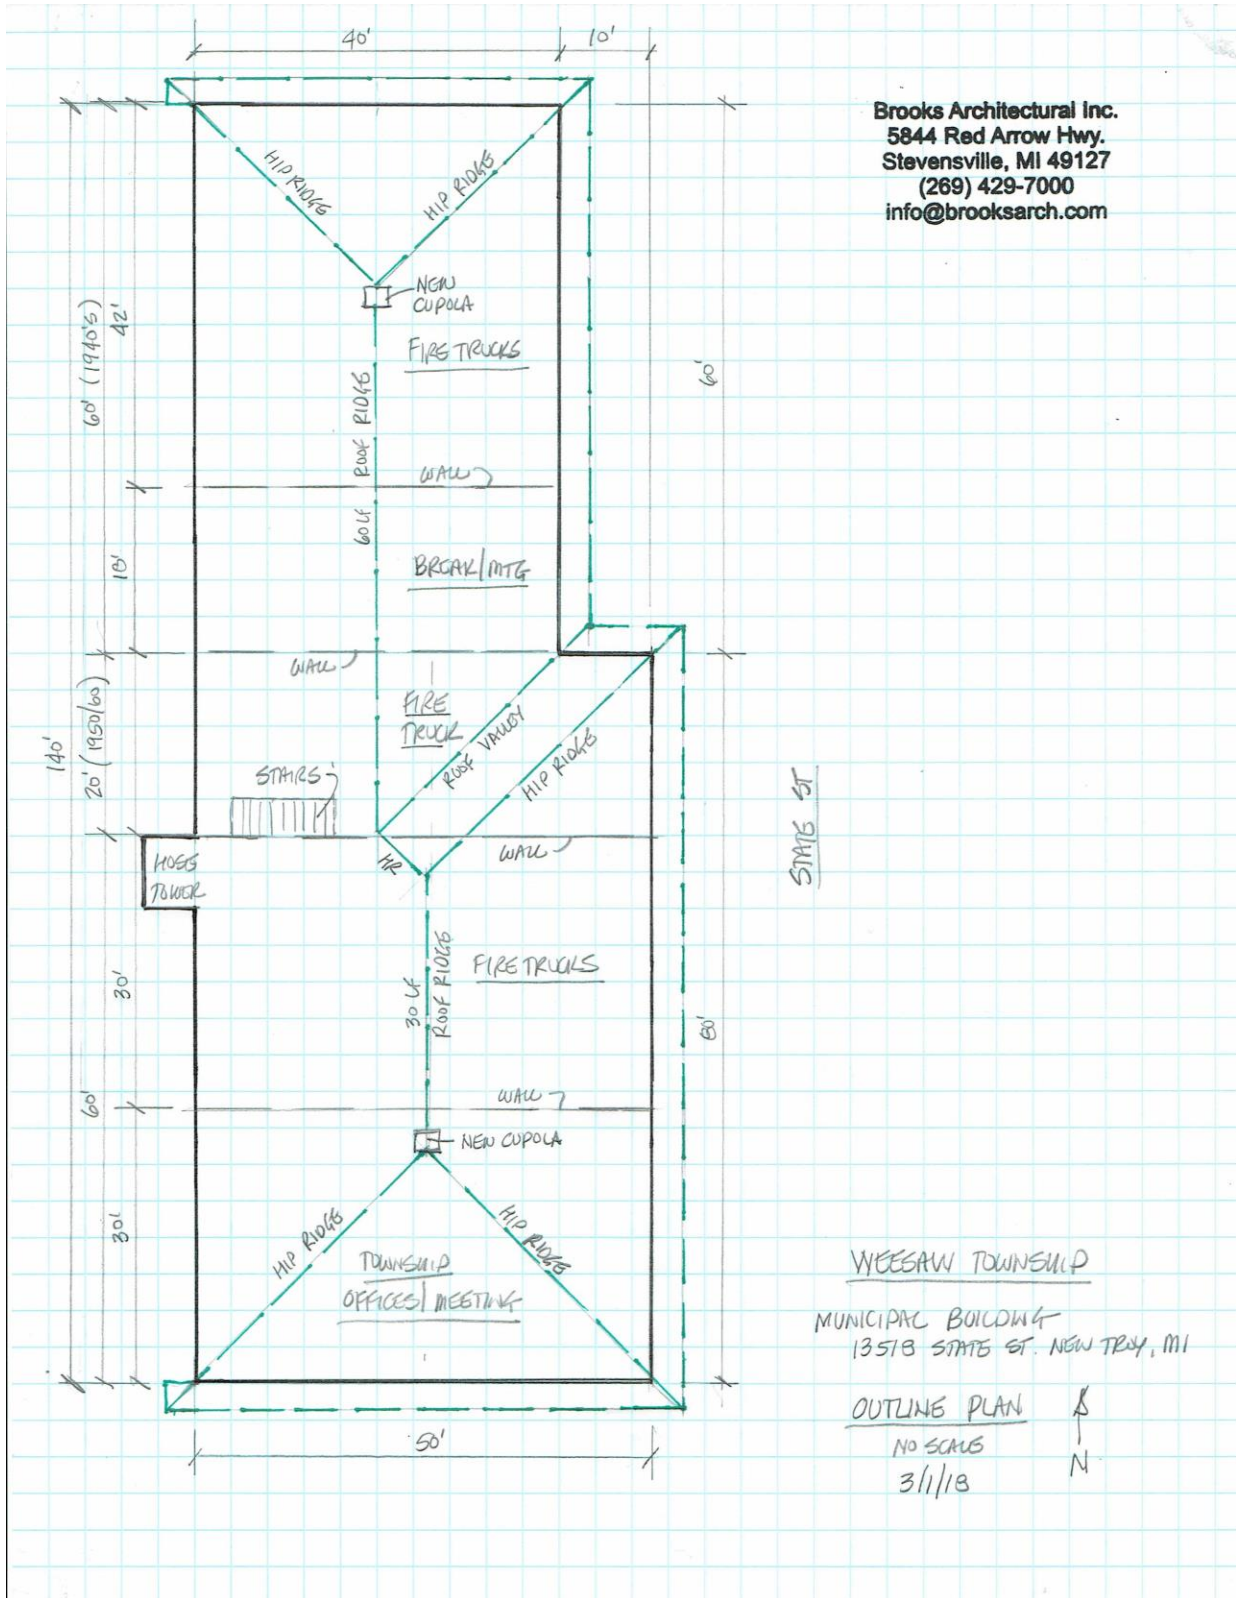 40'
10'
Brooks Architectural Inc.
5844 Red Arrow Hwy.
Stevensville, MI 49127
(269) 429-7000
info@brooksarch.com
HIP RIDGE
HIP RIDGE
NEW
CUPOLA
FIRE TRUCKS
60' (1940'S)
42'
60'
ROOF RIDGE
60 LF
WALL
BREAK/MTG
18'
WALL
FIRE
TRUCK
ROOF VALLEY
HIP RIDGE
140'
20' (1950/60)
STAIRS
STATE ST
HOSE
TOWER
HR
WALL
FIRE TRUCKS
30 LF
ROOF RIDGE
30'
80'
60'
WALL
NEW CUPOLA
30'
HIP RIDGE
HIP RIDGE
TOWNSHIP
OFFICES/MEETING
50'
WEESAW TOWNSHIP
MUNICIPAL BUILDING
13578 STATE ST. NEW TROY, MI
OUTLINE PLAN
NO SCALE
3/1/18
N